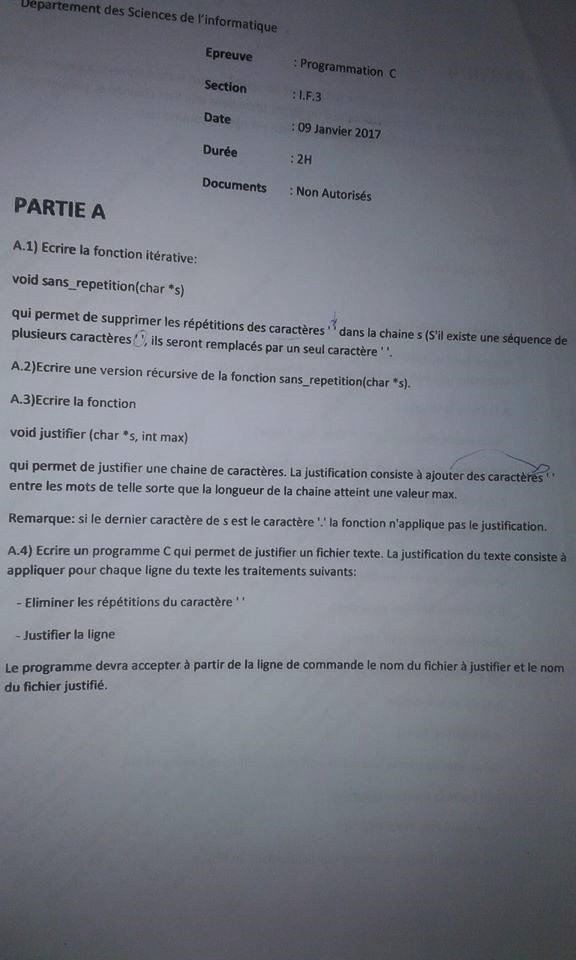 Département des Sciences de l'informatique
Epreuve : Programmation C
Section : I.F.3
Date : 09 Janvier 2017
Durée : 2H
Documents : Non Autorisés
PARTIE A
A.1) Ecrire la fonction itérative:
void sans_repetition(char *s)
qui permet de supprimer les répétitions des caractères ' ' dans la chaine s (S'il existe une séquence de
plusieurs caractères ' ', ils seront remplacés par un seul caractère ' '.
A.2)Ecrire une version récursive de la fonction sans_repetition(char *s).
A.3)Ecrire la fonction
void justifier (char *s, int max)
qui permet de justifier une chaine de caractères. La justification consiste à ajouter des caractères ' '
entre les mots de telle sorte que la longueur de la chaine atteint une valeur max.
Remarque: si le dernier caractère de s est le caractère '.' la fonction n'applique pas le justification.
A.4) Ecrire un programme C qui permet de justifier un fichier texte. La justification du texte consiste à
appliquer pour chaque ligne du texte les traitements suivants:
- Eliminer les répétitions du caractère ' '
- Justifier la ligne
Le programme devra accepter à partir de la ligne de commande le nom du fichier à justifier et le nom
du fichier justifié.